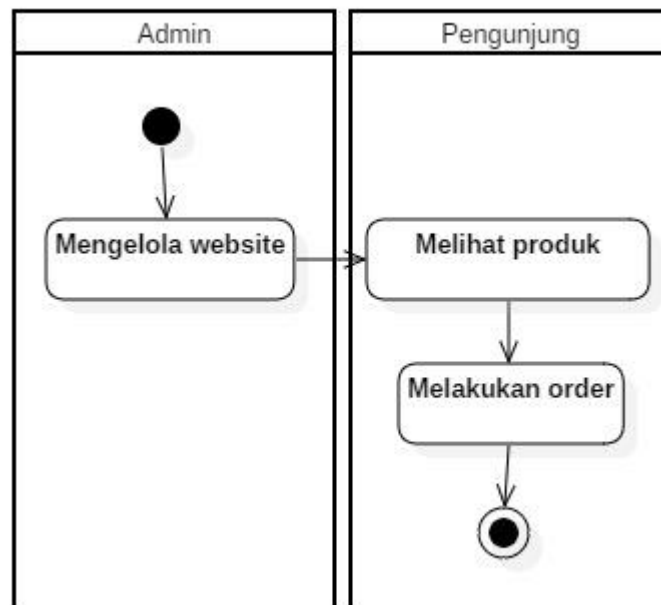 Admin
Pengunjung
Mengelola website
Melihat produk
Melakukan order